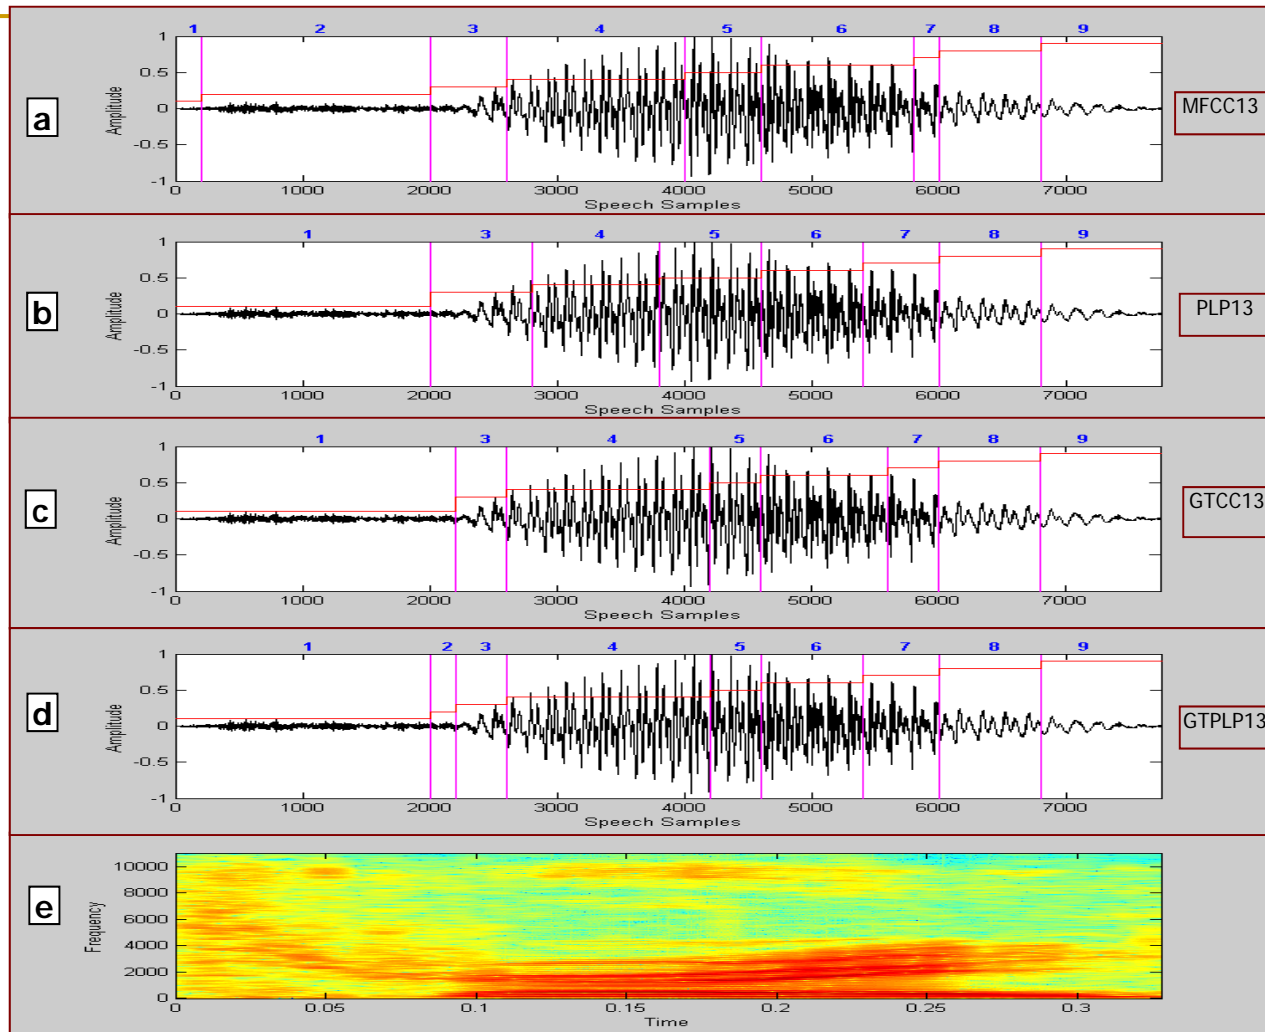 1 2 3 4 5 6 7 8 9
1
0.5
0
-0.5
-1
Amplitude
0 1000 2000 3000 4000 5000 6000 7000
Speech Samples
a
MFCC13
1 3 4 5 6 7 8 9
1
0.5
0
-0.5
-1
Amplitude
0 1000 2000 3000 4000 5000 6000 7000
Speech Samples
b
PLP13
1 3 4 5 6 7 8 9
1
0.5
0
-0.5
-1
Amplitude
0 1000 2000 3000 4000 5000 6000 7000
Speech Samples
c
GTCC13
1 2 3 4 5 6 7 8 9
1
0.5
0
-0.5
-1
Amplitude
0 1000 2000 3000 4000 5000 6000 7000
Speech Samples
d
GTPLP13
10000
8000
6000
4000
2000
0
Frequency
0 0.05 0.1 0.15 0.2 0.25 0.3
Time
e